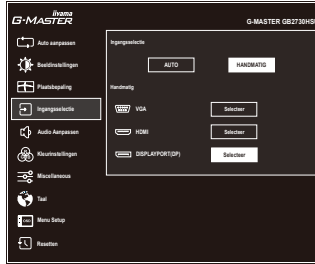 iiyama
G-MASTER
G-MASTER GB2730HSU
Auto aanpassen
Beeldinstellingen
Plaatsbepaling
Ingangsselectie
Audio Aanpassen
Kleurinstellingen
Miscellaneous
Taal
OSD
Menu Setup
Resetten
Ingangsselectie
AUTO
HANDMATIG
Handmatig
VGA
Selecteer
HDMI
Selecteer
DISPLAYPORT(DP)
Selecteer